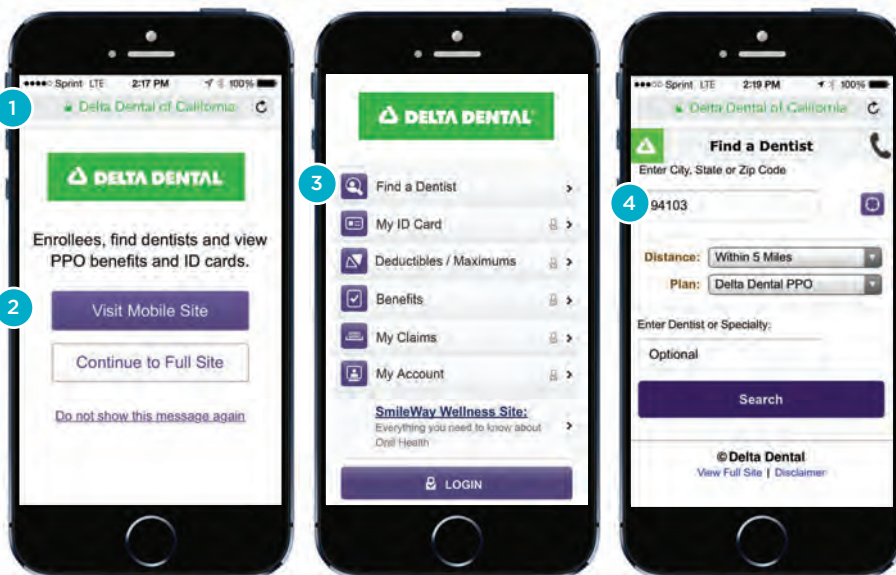 Sprint LTE 2:17 PM 100%
1
Delta Dental of California
DELTA DENTAL
Enrollees, find dentists and view
PPO benefits and ID cards.
2
Visit Mobile Site
Continue to Full Site
Do not show this message again
DELTA DENTAL
3
Find a Dentist
My ID Card
Deductibles / Maximums
Benefits
My Claims
My Account
SmileWay Wellness Site:
Everything you need to know about
Oral Health
LOGIN
Sprint LTE 2:19 PM 100%
Delta Dental of California
Find a Dentist
Enter City, State or Zip Code
4
94103
Distance: Within 5 Miles
Plan: Delta Dental PPO
Enter Dentist or Specialty:
Optional
Search
© Delta Dental
View Full Site | Disclaimer